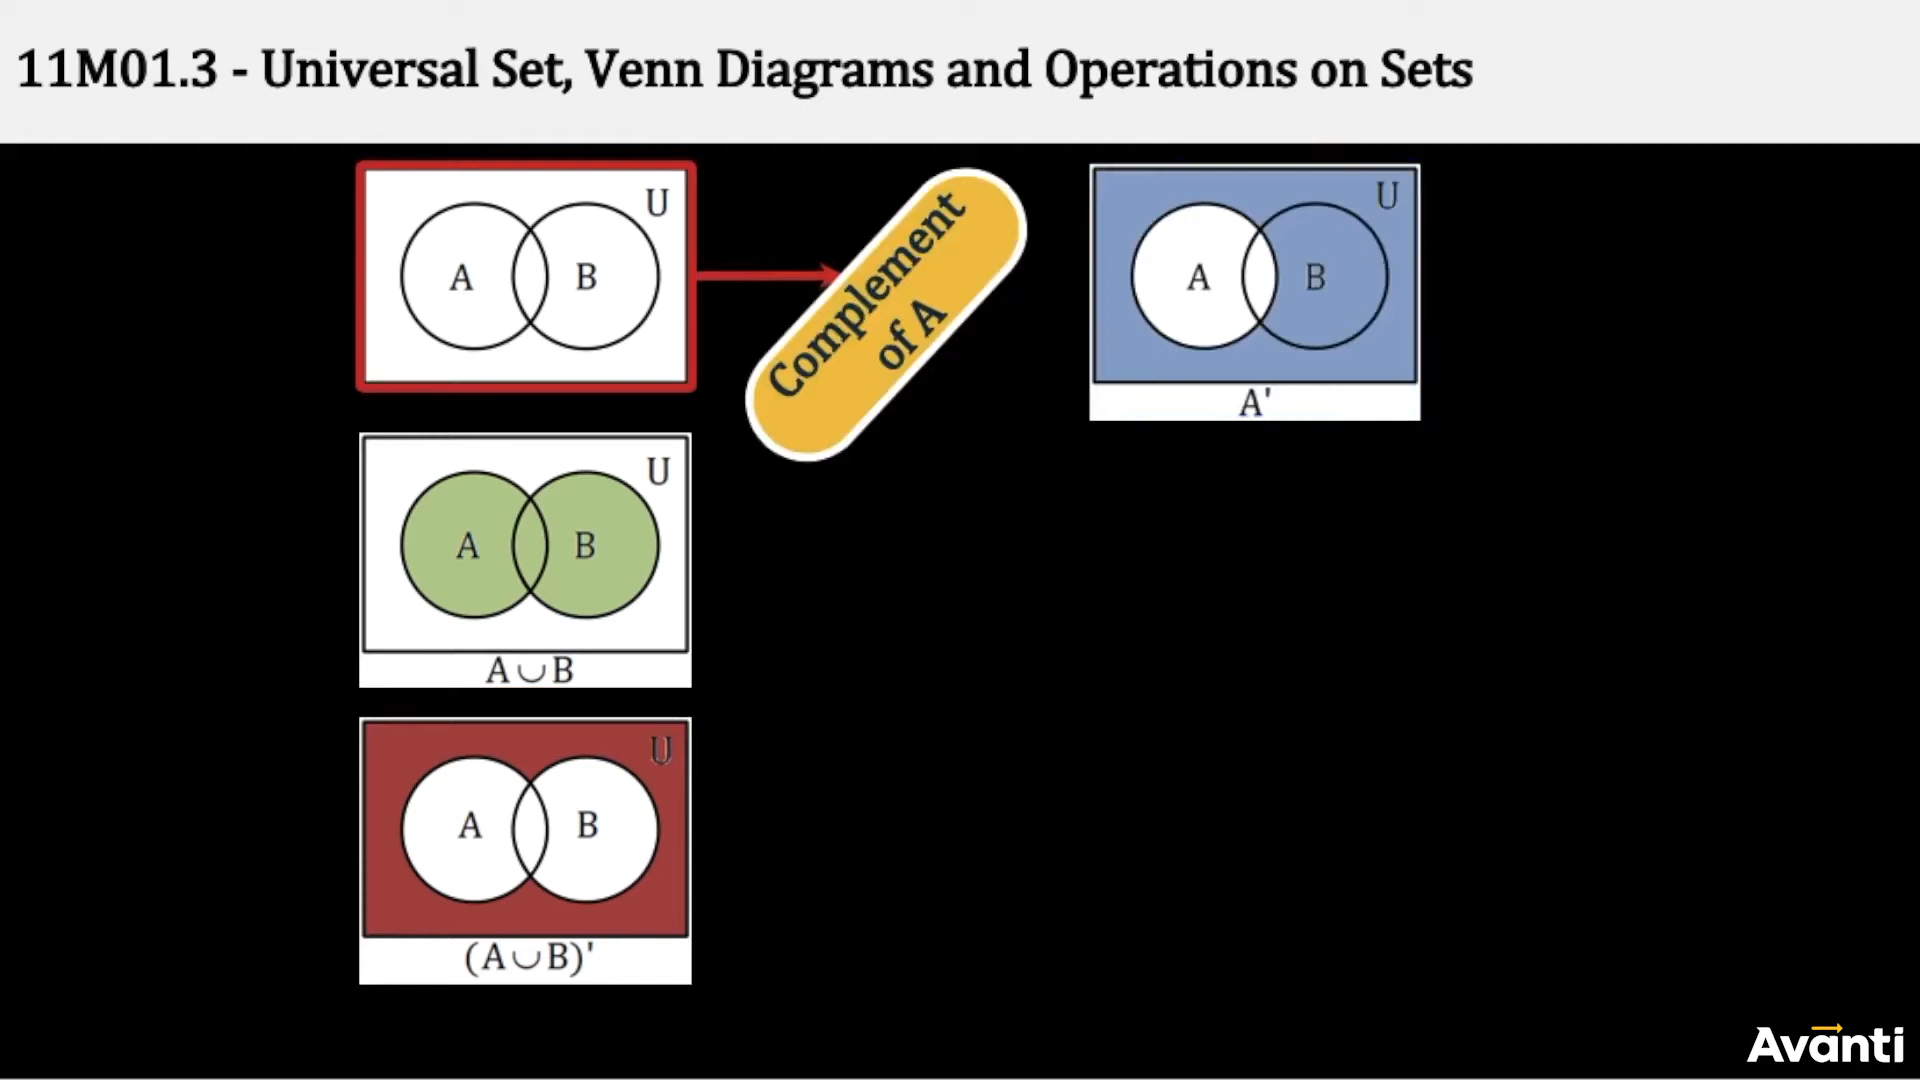 11M01.3 - Universal Set, Venn Diagrams and Operations on Sets
U
A B
Complement
of A
U
A B
A'
U
A B
A∪B
U
A B
(A∪B)'
Avanti